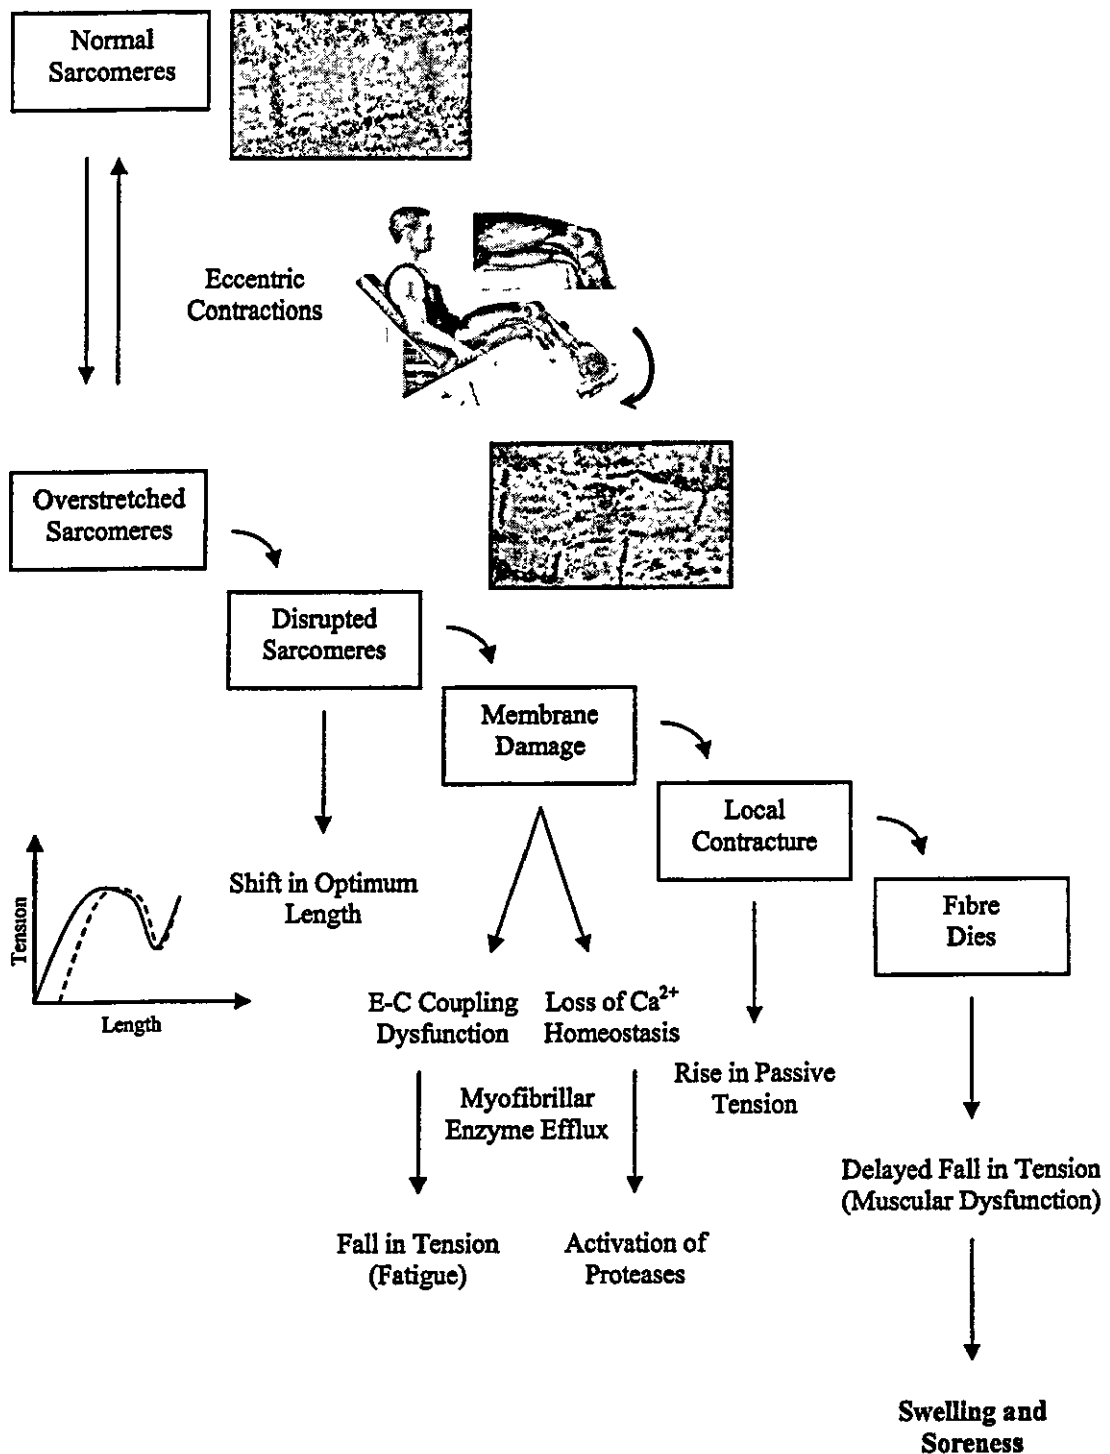 Normal
Sarcomeres
Eccentric
Contractions
Overstretched
Sarcomeres
Disrupted
Sarcomeres
Membrane
Damage
Local
Contracture
Fibre
Dies
Shift in Optimum
Length
Tension
Length
E-C Coupling
Dysfunction
Loss of Ca²⁺
Homeostasis
Myofibrillar
Enzyme Efflux
Rise in Passive
Tension
Fall in Tension
(Fatigue)
Activation of
Proteases
Delayed Fall in Tension
(Muscular Dysfunction)
Swelling and
Soreness